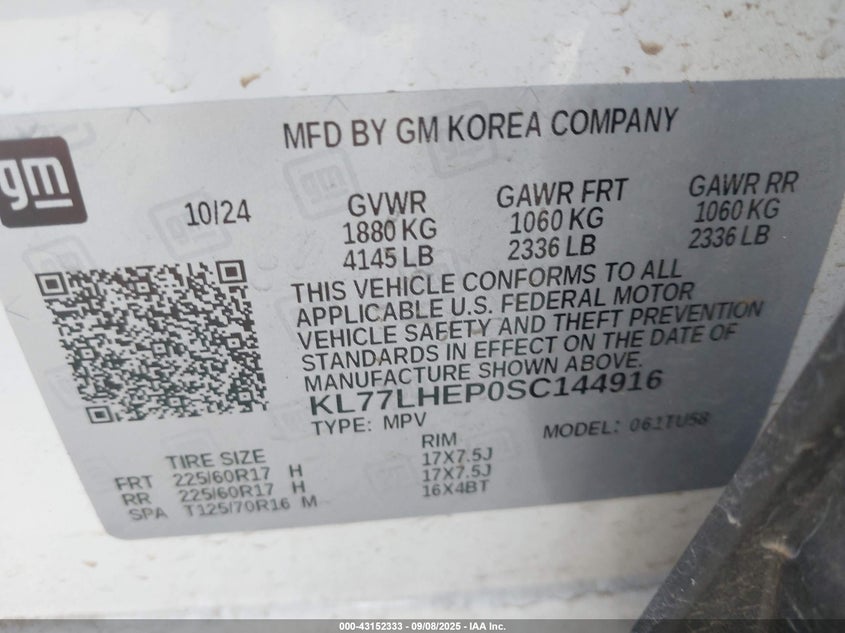 MFD BY GM KOREA COMPANY
gm
10/24
GVWR
1880 KG
4145 LB
GAWR FRT
1060 KG
2336 LB
GAWR RR
1060 KG
2336 LB
THIS VEHICLE CONFORMS TO ALL
APPLICABLE U.S. FEDERAL MOTOR
VEHICLE SAFETY AND THEFT PREVENTION
STANDARDS IN EFFECT ON THE DATE OF
MANUFACTURE SHOWN ABOVE.
KL77LHEP0SC144916
TYPE: MPV
MODEL: 061TU58
TIRE SIZE
RIM
FRT 225/60R17 H 17X7.5J
RR 225/60R17 H 17X7.5J
SPA T125/70R16 M 16X4BT
000-43152333 - 09/08/2025 - IAA Inc.